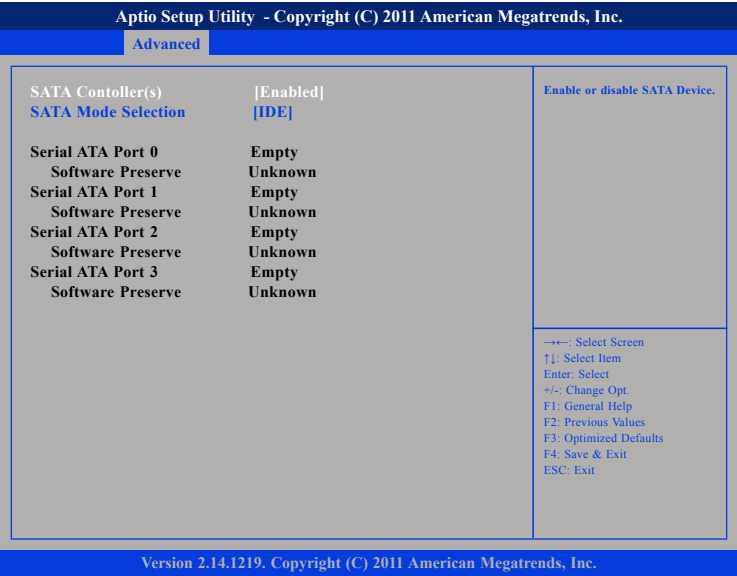 Aptio Setup Utility - Copyright (C) 2011 American Megatrends, Inc.
Advanced
SATA Contoller(s) [Enabled]
SATA Mode Selection [IDE]
Serial ATA Port 0 Empty
Software Preserve Unknown
Serial ATA Port 1 Empty
Software Preserve Unknown
Serial ATA Port 2 Empty
Software Preserve Unknown
Serial ATA Port 3 Empty
Software Preserve Unknown
Enable or disable SATA Device.
→←: Select Screen
↑↓: Select Item
Enter: Select
+/-: Change Opt.
F1: General Help
F2: Previous Values
F3: Optimized Defaults
F4: Save & Exit
ESC: Exit
Version 2.14.1219. Copyright (C) 2011 American Megatrends, Inc.